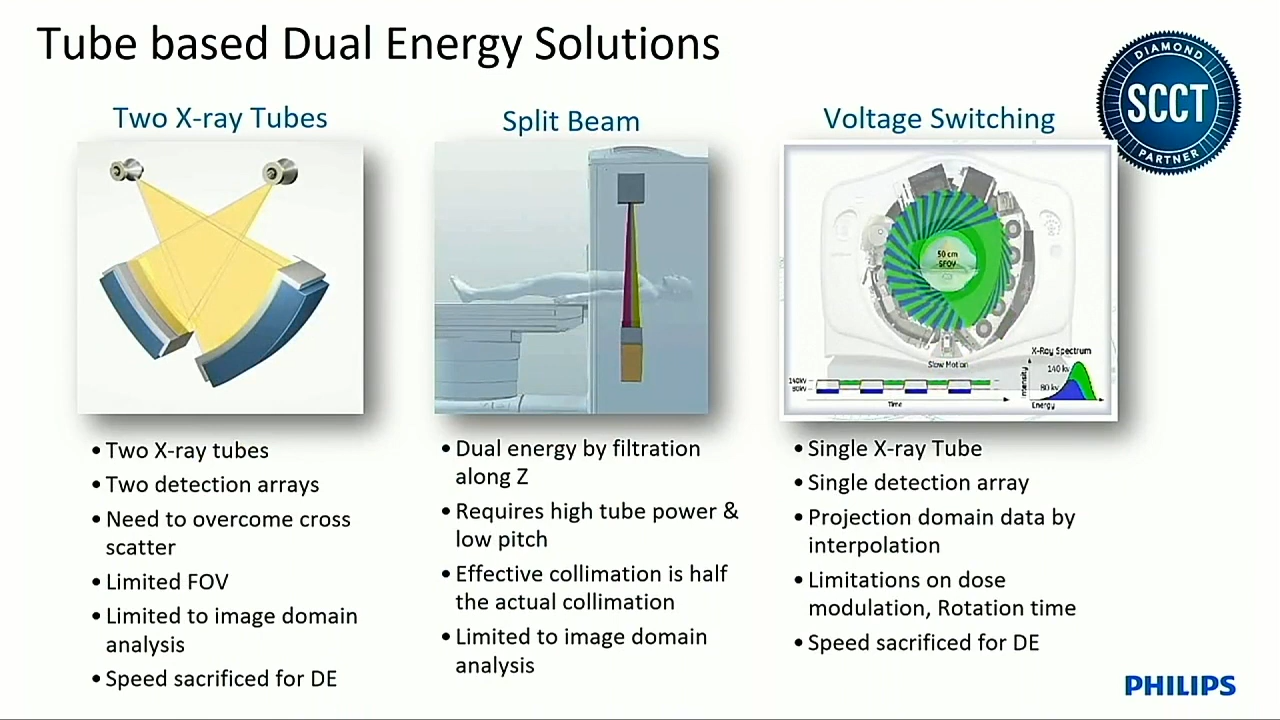 Tube based Dual Energy Solutions
DIAMOND
SCCT
PARTNER
Two X-ray Tubes
• Two X-ray tubes
• Two detection arrays
• Need to overcome cross
scatter
• Limited FOV
• Limited to image domain
analysis
• Speed sacrificed for DE
Split Beam
• Dual energy by filtration
along Z
• Requires high tube power &
low pitch
• Effective collimation is half
the actual collimation
• Limited to image domain
analysis
Voltage Switching
50 cm
SFOV
Slow Motion
140kv
80kv
Time
X-Ray Spectrum
Intensity
140 kv
80 kv
Energy
• Single X-ray Tube
• Single detection array
• Projection domain data by
interpolation
• Limitations on dose
modulation, Rotation time
• Speed sacrificed for DE
PHILIPS